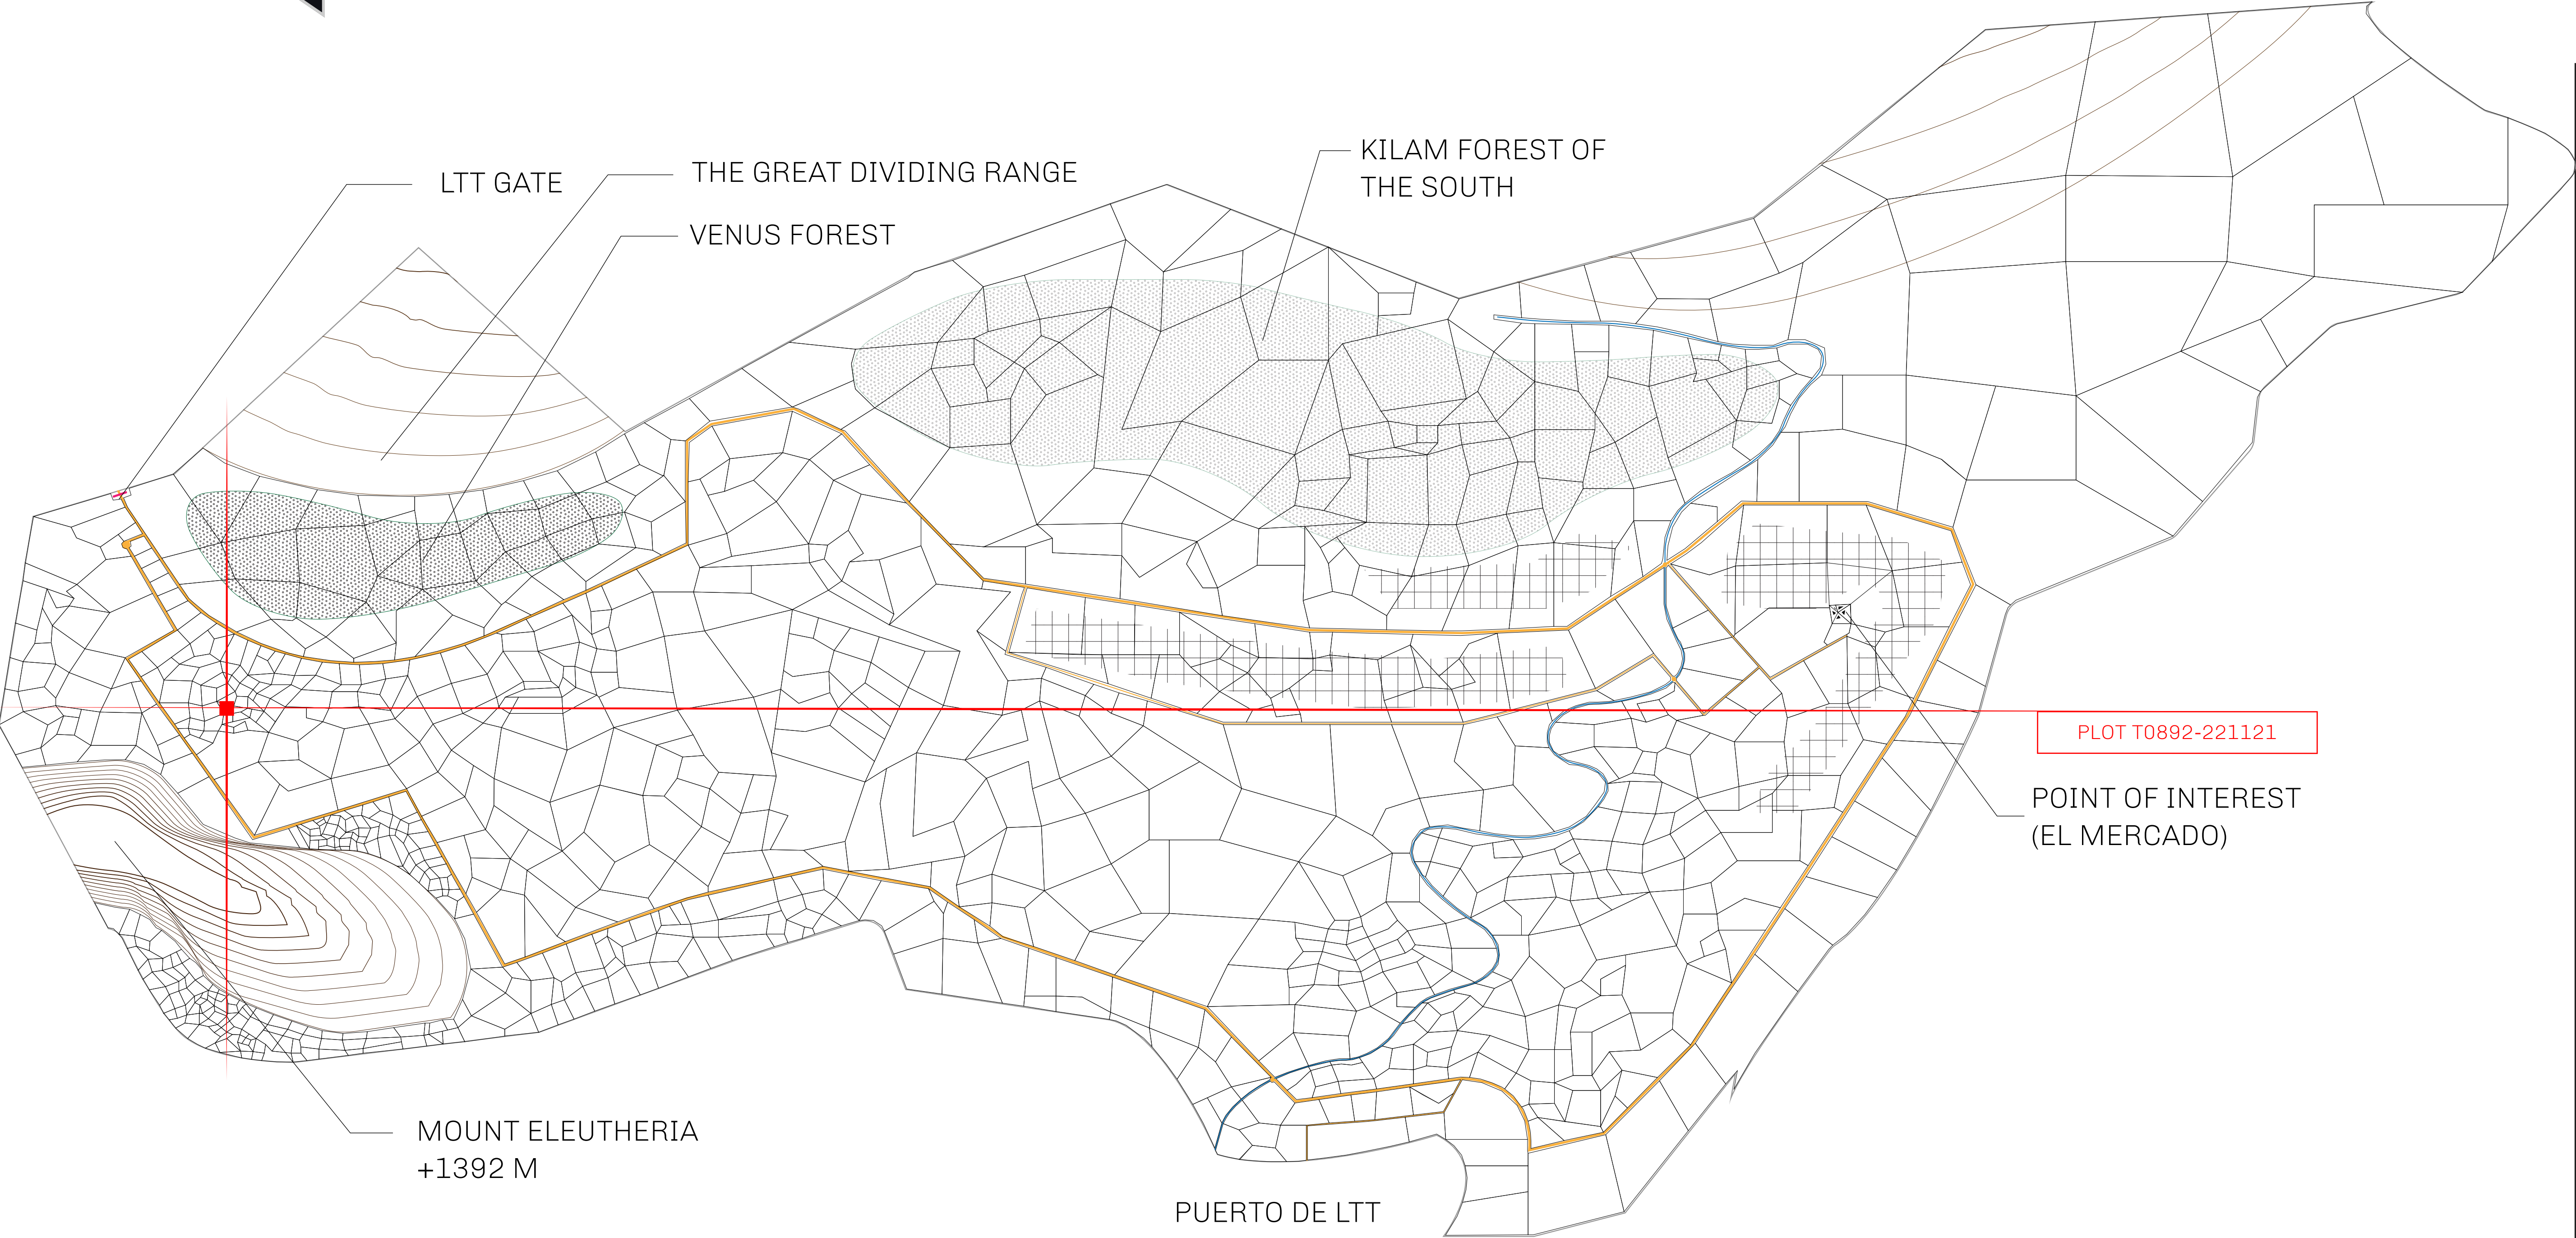 LTT GATE
THE GREAT DIVIDING RANGE
VENUS FOREST
KILAM FOREST OF
THE SOUTH
PLOT T0892-221121
POINT OF INTEREST
(EL MERCADO)
MOUNT ELEUTHERIA
+1392 M
PUERTO DE LTT